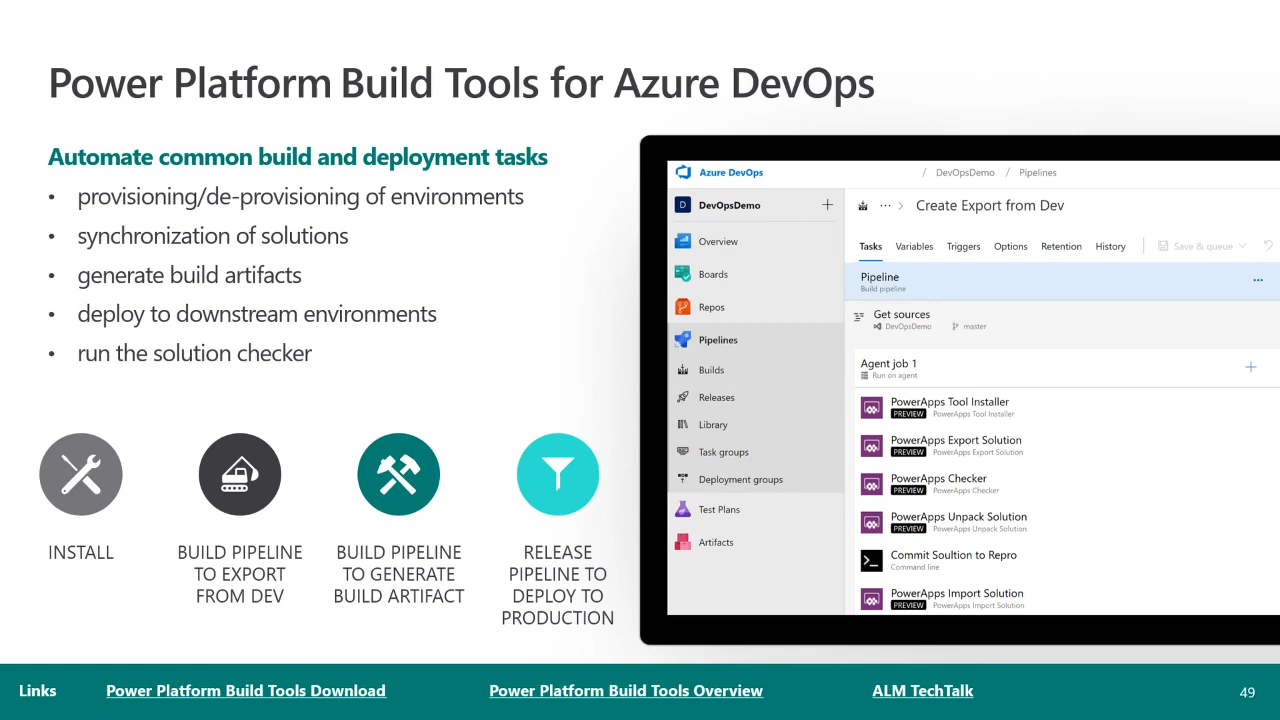 Power Platform Build Tools for Azure DevOps
Automate common build and deployment tasks
• provisioning/de-provisioning of environments
• synchronization of solutions
• generate build artifacts
• deploy to downstream environments
• run the solution checker
INSTALL
BUILD PIPELINE
TO EXPORT
FROM DEV
BUILD PIPELINE
TO GENERATE
BUILD ARTIFACT
RELEASE
PIPELINE TO
DEPLOY TO
PRODUCTION
Azure DevOps
/ DevOpsDemo / Pipelines
D DevOpsDemo +
Overview
Boards
Repos
Pipelines
Builds
Releases
Library
Task groups
Deployment groups
Test Plans
Artifacts
... > Create Export from Dev
Tasks Variables Triggers Options Retention History Save & queue
Pipeline ...
Build pipeline
Get sources
DevOpsDemo master
Agent job 1 +
Run on agent
PowerApps Tool Installer
PREVIEW PowerApps Tool Installer
PowerApps Export Solution
PREVIEW PowerApps Export Solution
PowerApps Checker
PREVIEW PowerApps Checker
PowerApps Unpack Solution
PREVIEW PowerApps Unpack Solution
Commit Soultion to Repro
Command line
PowerApps Import Solution
PREVIEW PowerApps Import Solution
Links Power Platform Build Tools Download Power Platform Build Tools Overview ALM TechTalk 49